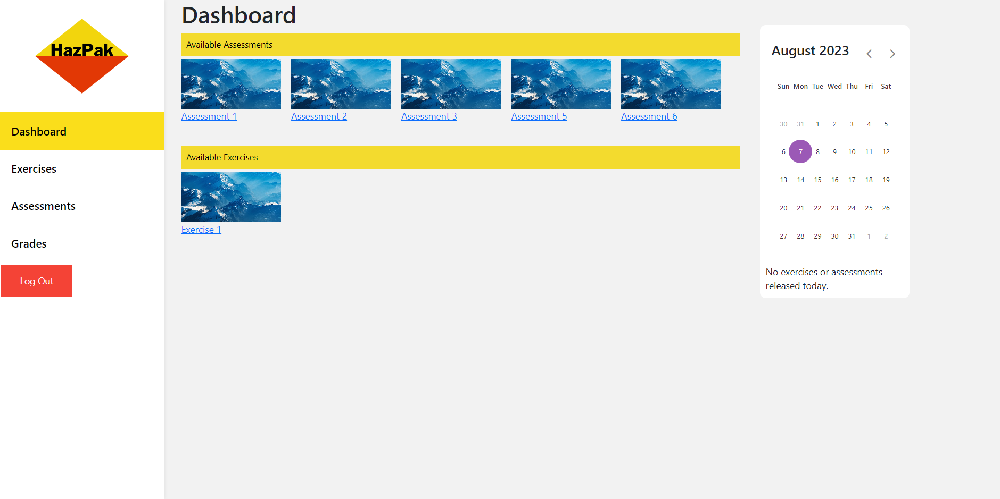 HazPak
Dashboard
Exercises
Assessments
Grades
Log Out
Dashboard
Available Assessments
Assessment 1 Assessment 2 Assessment 3 Assessment 5 Assessment 6
Available Exercises
Exercise 1
August 2023
Sun Mon Tue Wed Thu Fri Sat
30 31 1 2 3 4 5
6 7 8 9 10 11 12
13 14 15 16 17 18 19
20 21 22 23 24 25 26
27 28 29 30 31 1 2
No exercises or assessments
released today.